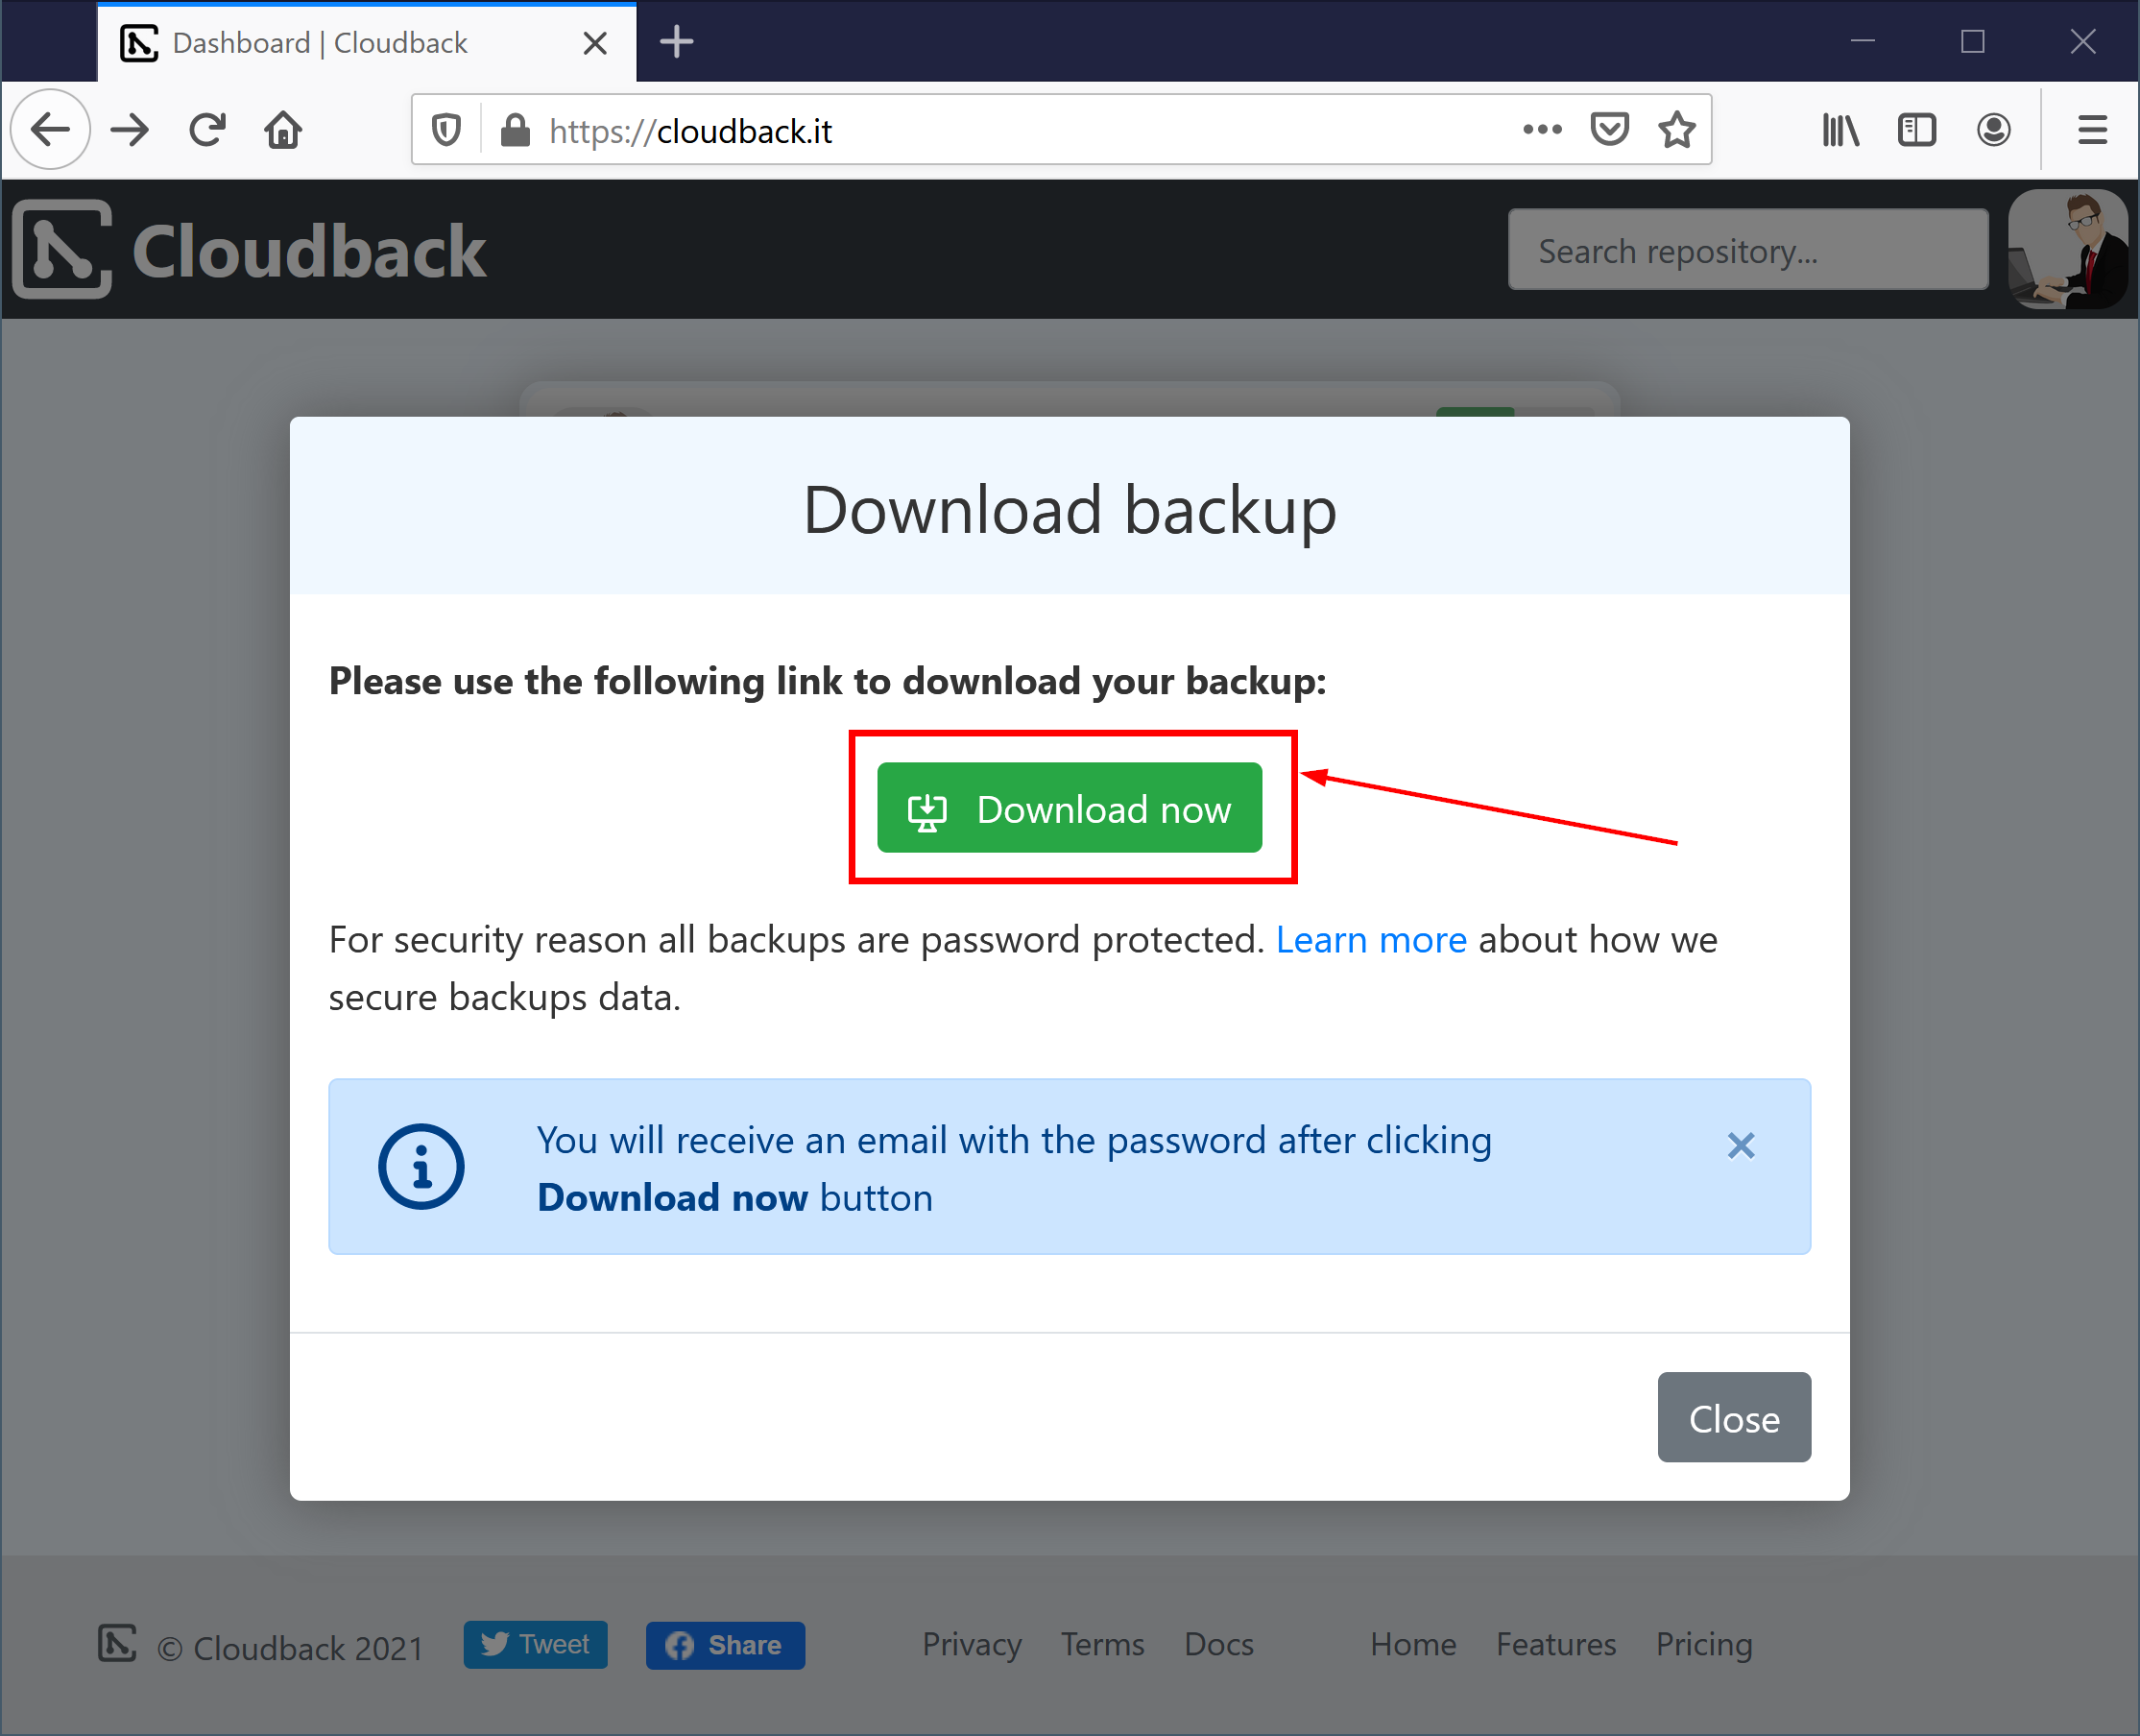 Dashboard | Cloudback
https://cloudback.it
Cloudback
Search repository...
Download backup
Please use the following link to download your backup:
Download now
For security reason all backups are password protected. Learn more about how we
secure backups data.
You will receive an email with the password after clicking
Download now button
Close
© Cloudback 2021 Tweet Share Privacy Terms Docs Home Features Pricing